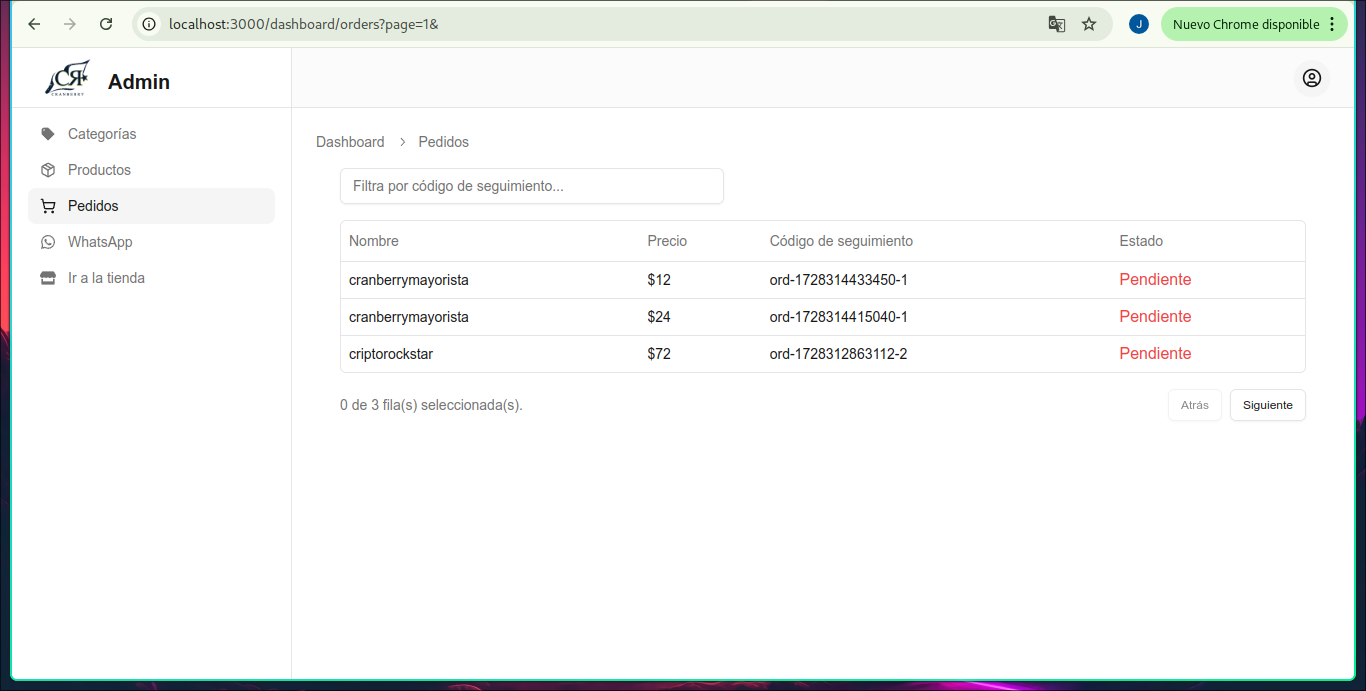 localhost:3000/dashboard/orders?page=1&
J
Nuevo Chrome disponible
CR
CRANBERRY
Admin
Categorías
Productos
Pedidos
WhatsApp
Ir a la tienda
Dashboard > Pedidos
Filtra por código de seguimiento...
Nombre Precio Código de seguimiento Estado
cranberrymayorista $12 ord-1728314433450-1 Pendiente
cranberrymayorista $24 ord-1728314415040-1 Pendiente
criptorockstar $72 ord-1728312863112-2 Pendiente
0 de 3 fila(s) seleccionada(s).
Atrás Siguiente